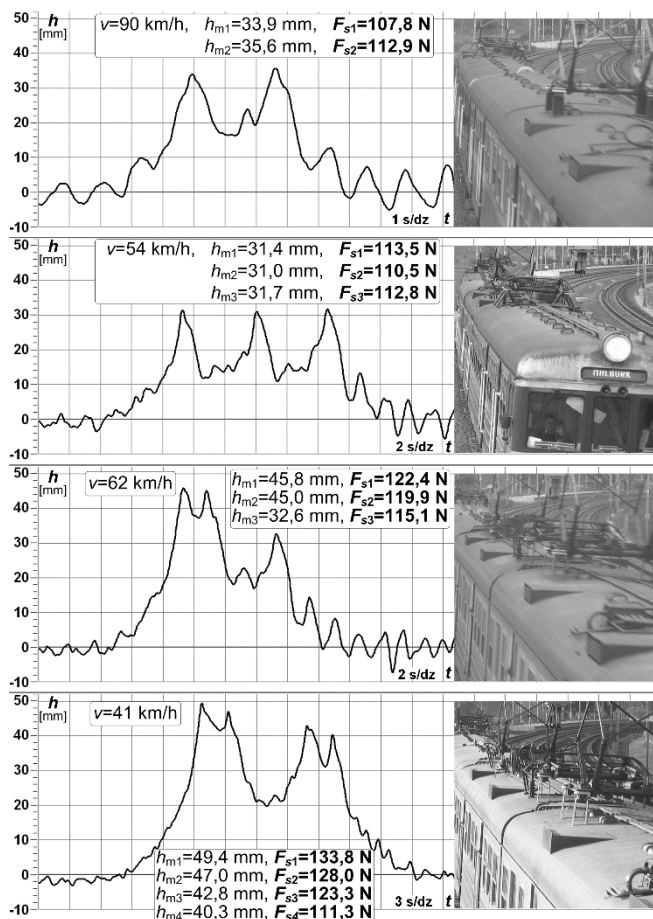 h
[mm]
50
40
30
20
10
0
-10
v=90 km/h, hm1=33,9 mm, Fs1=107,8 N
hm2=35,6 mm, Fs2=112,9 N
1 s/dz t
h
[mm]
50
40
30
20
10
0
-10
v=54 km/h, hm1=31,4 mm, Fs1=113,5 N
hm2=31,0 mm, Fs2=110,5 N
hm3=31,7 mm, Fs3=112,8 N
2 s/dz t
h
[mm]
50
40
30
20
10
0
-10
v=62 km/h
hm1=45,8 mm, Fs1=122,4 N
hm2=45,0 mm, Fs2=119,9 N
hm3=32,6 mm, Fs3=115,1 N
2 s/dz t
h
[mm]
50
40
30
20
10
0
-10
v=41 km/h
hm1=49,4 mm, Fs1=133,8 N
hm2=47,0 mm, Fs2=128,0 N
hm3=42,8 mm, Fs3=123,3 N
hm4=40,3 mm, Fs4=111,3 N
3 s/dz t